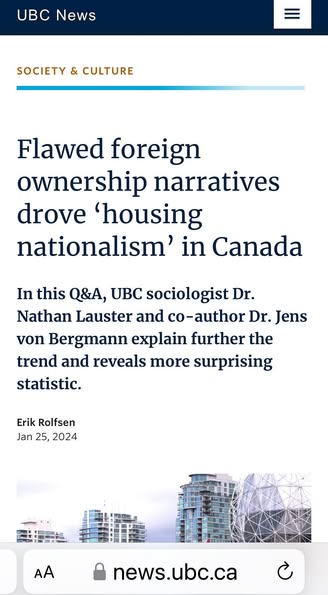 UBC News
SOCIETY & CULTURE
Flawed foreign
ownership narratives
drove ‘housing
nationalism’ in Canada
In this Q&A, UBC sociologist Dr.
Nathan Lauster and co-author Dr. Jens
von Bergmann explain further the
trend and reveals more surprising
statistic.
Erik Rolfsen
Jan 25, 2024
AA news.ubc.ca